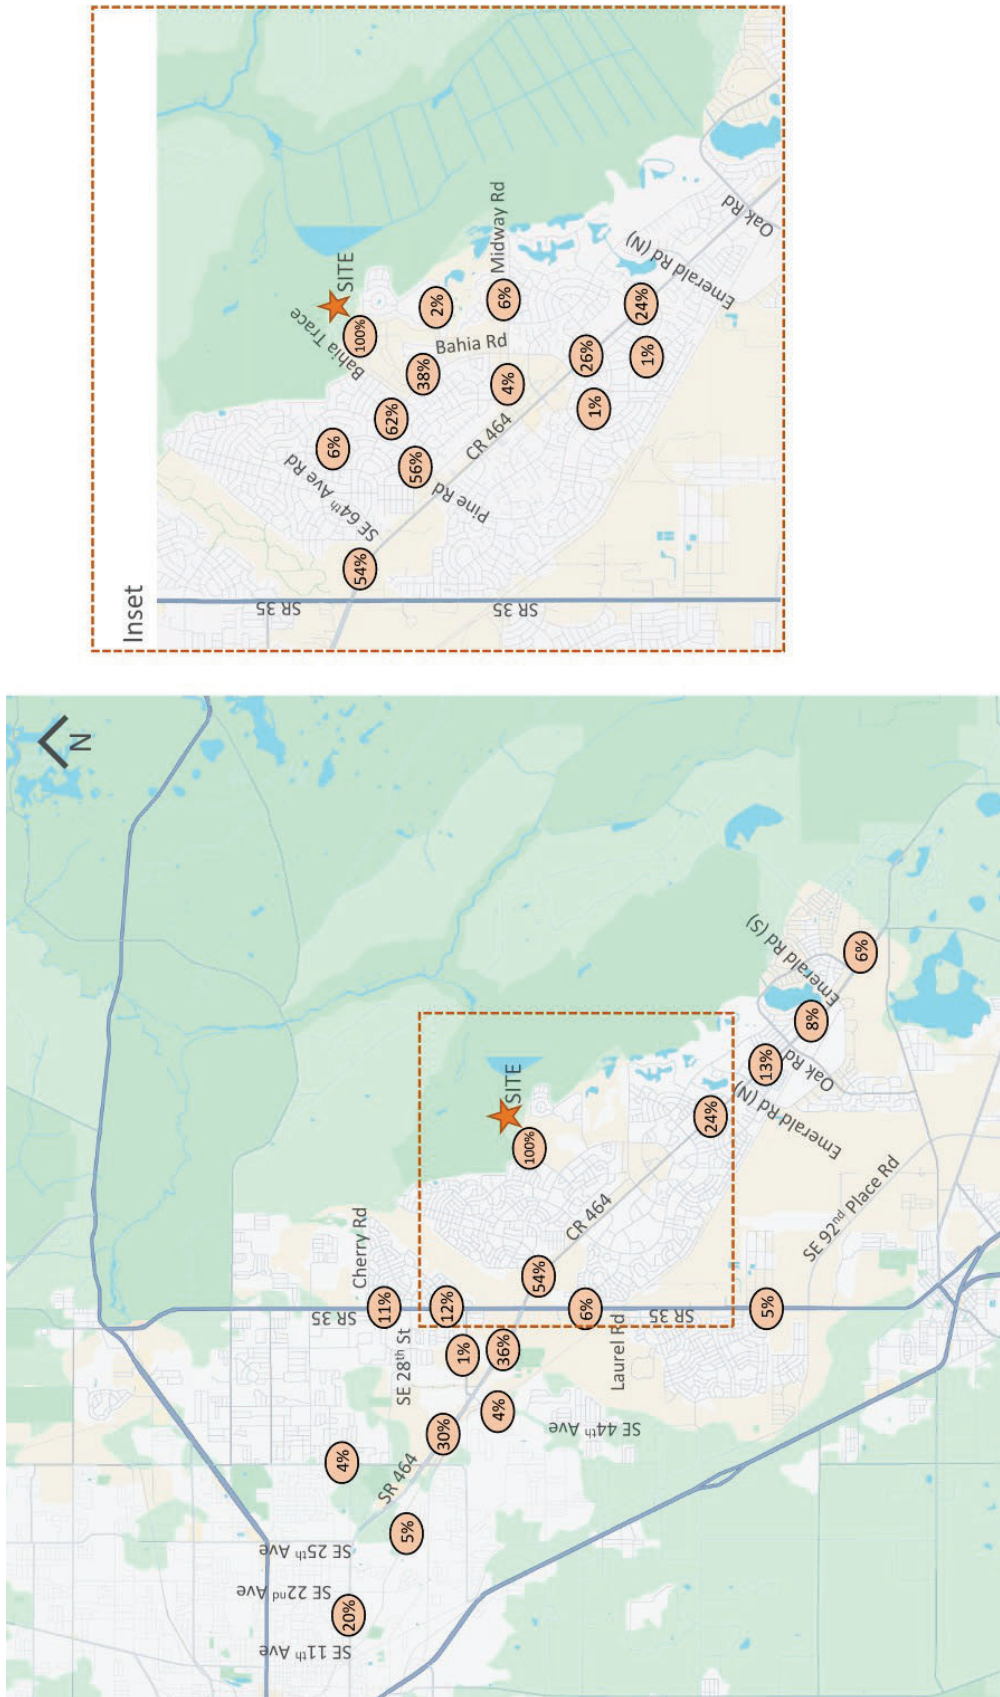 Inset
SITE
Bahia Trace
100%
2%
Midway Rd
6%
Bahia Rd
38%
62%
6%
SE 64th Ave Rd
56%
Pine Rd
4%
CR 464
54%
26%
1%
24%
1%
Emerald Rd (N)
Oak Rd
SR 35
SR 35
N
SITE
100%
Cherry Rd
11%
SR 35
12%
SE 28th St
1%
36%
54%
CR 464
6%
Laurel Rd
SR 35
5%
4%
30%
4%
SE 44th Ave
SR 464
5%
SE 25th Ave
SE 22nd Ave
20%
SE 11th Ave
24%
Emerald Rd (N)
13%
Oak Rd
8%
Emerald Rd (S)
6%
SE 92nd Place Rd